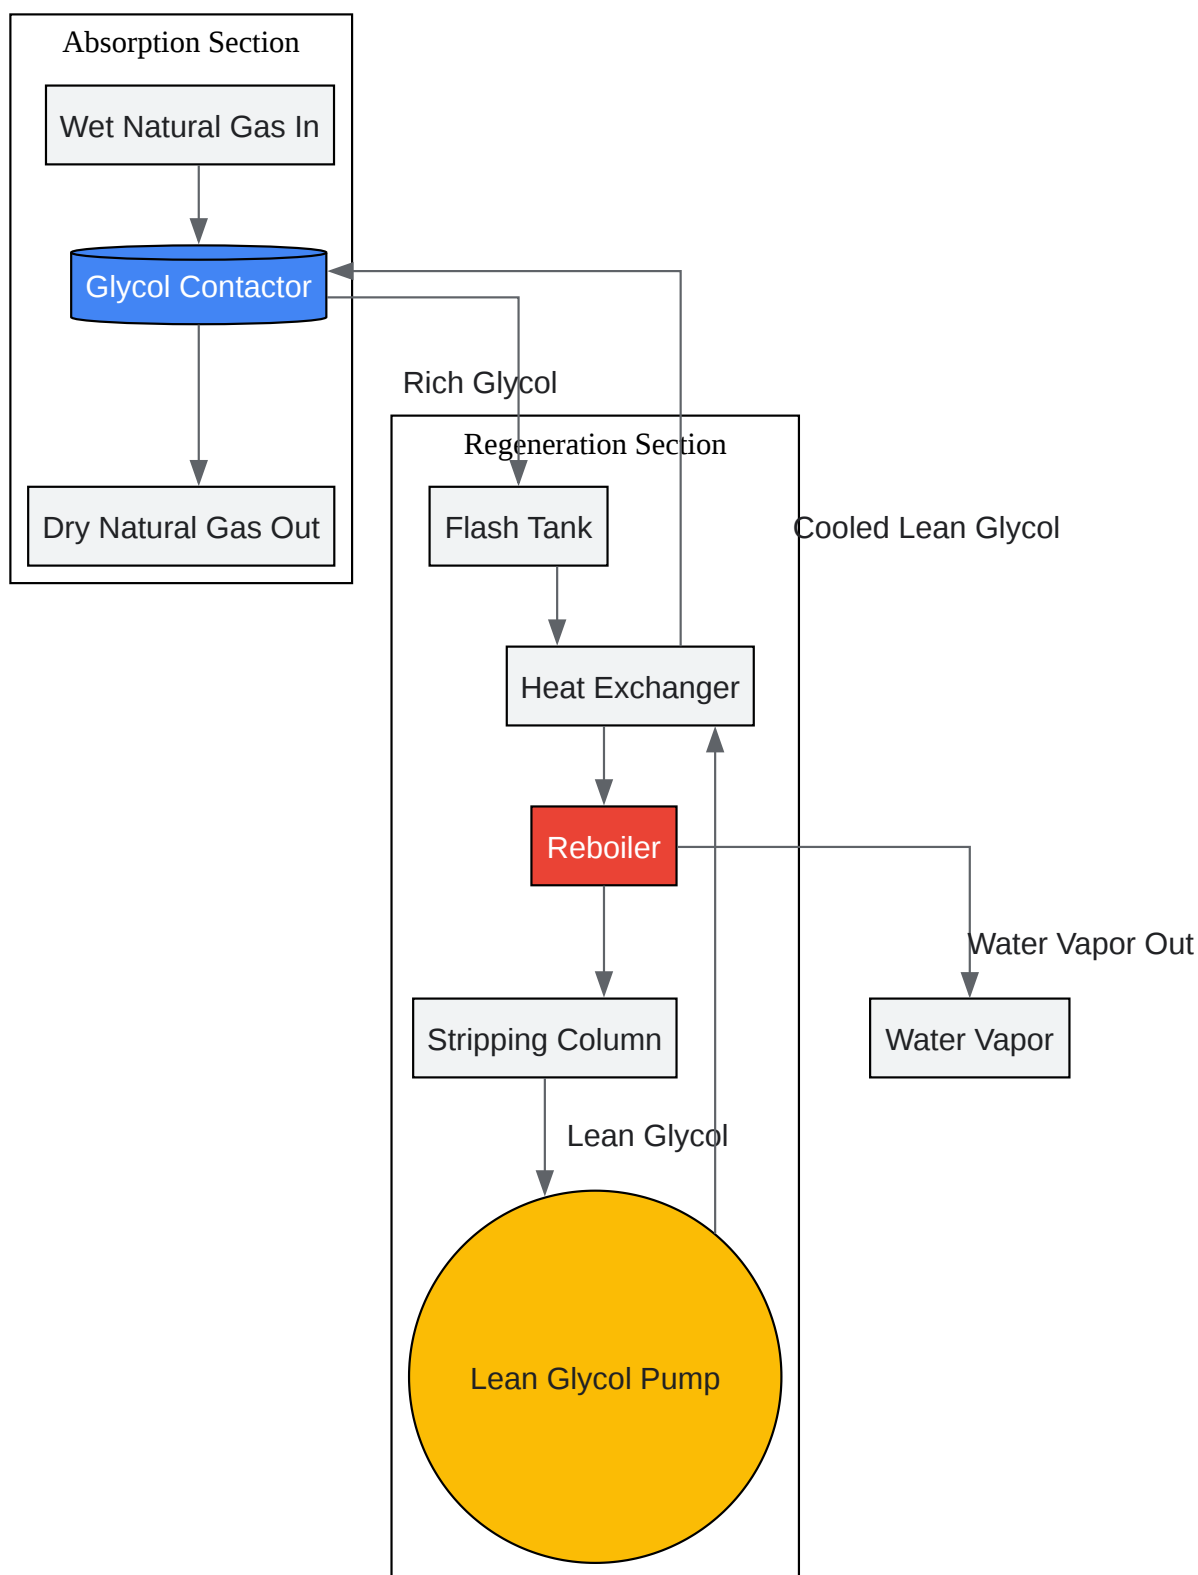 Absorption Section
Wet Natural Gas In
Glycol Contactor
Rich Glycol
Regeneration Section
Dry Natural Gas Out
Flash Tank
Cooled Lean Glycol
Heat Exchanger
Reboiler
Water Vapor Out
Stripping Column
Water Vapor
Lean Glycol
Lean Glycol Pump